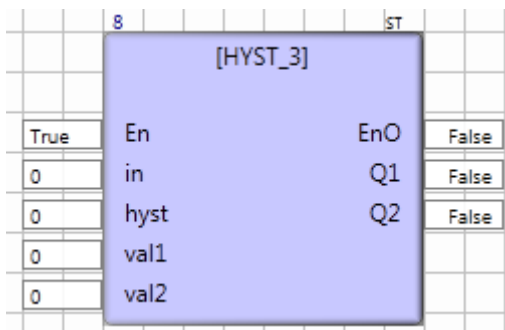 8 ST
[HYST_3]
True En EnO False
0 in Q1 False
0 hyst Q2 False
0 val1
0 val2